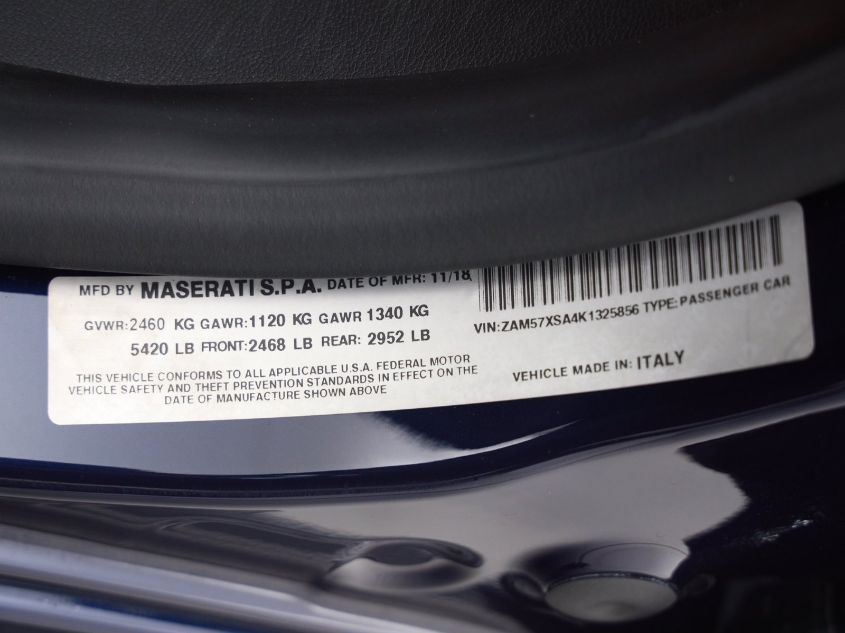 MFD BY MASERATI S.P.A. DATE OF MFR: 11/18
GVWR:2460 KG GAWR:1120 KG GAWR 1340 KG
5420 LB FRONT:2468 LB REAR: 2952 LB
THIS VEHICLE CONFORMS TO ALL APPLICABLE U.S.A. FEDERAL MOTOR
VEHICLE SAFETY AND THEFT PREVENTION STANDARDS IN EFFECT ON THE
DATE OF MANUFACTURE SHOWN ABOVE
VIN:ZAM57XSA4K1325856 TYPE:PASSENGER CAR
VEHICLE MADE IN: ITALY